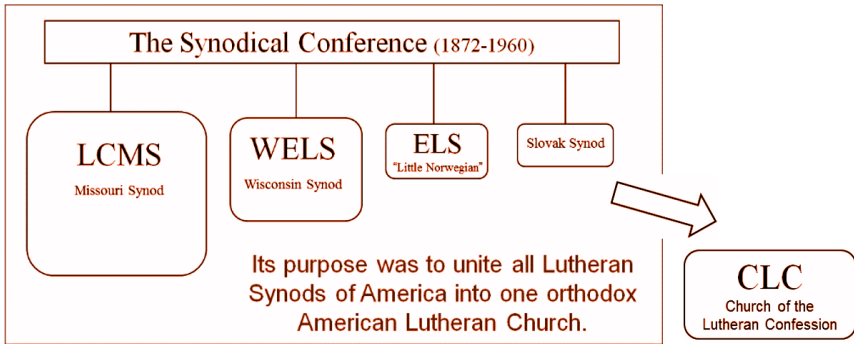 The Synodical Conference (1872-1960)
LCMS
Missouri Synod
WELS
Wisconsin Synod
ELS
"Little Norwegian"
Slovak Synod
Its purpose was to unite all Lutheran
Synods of America into one orthodox
American Lutheran Church.
CLC
Church of the
Lutheran Confession